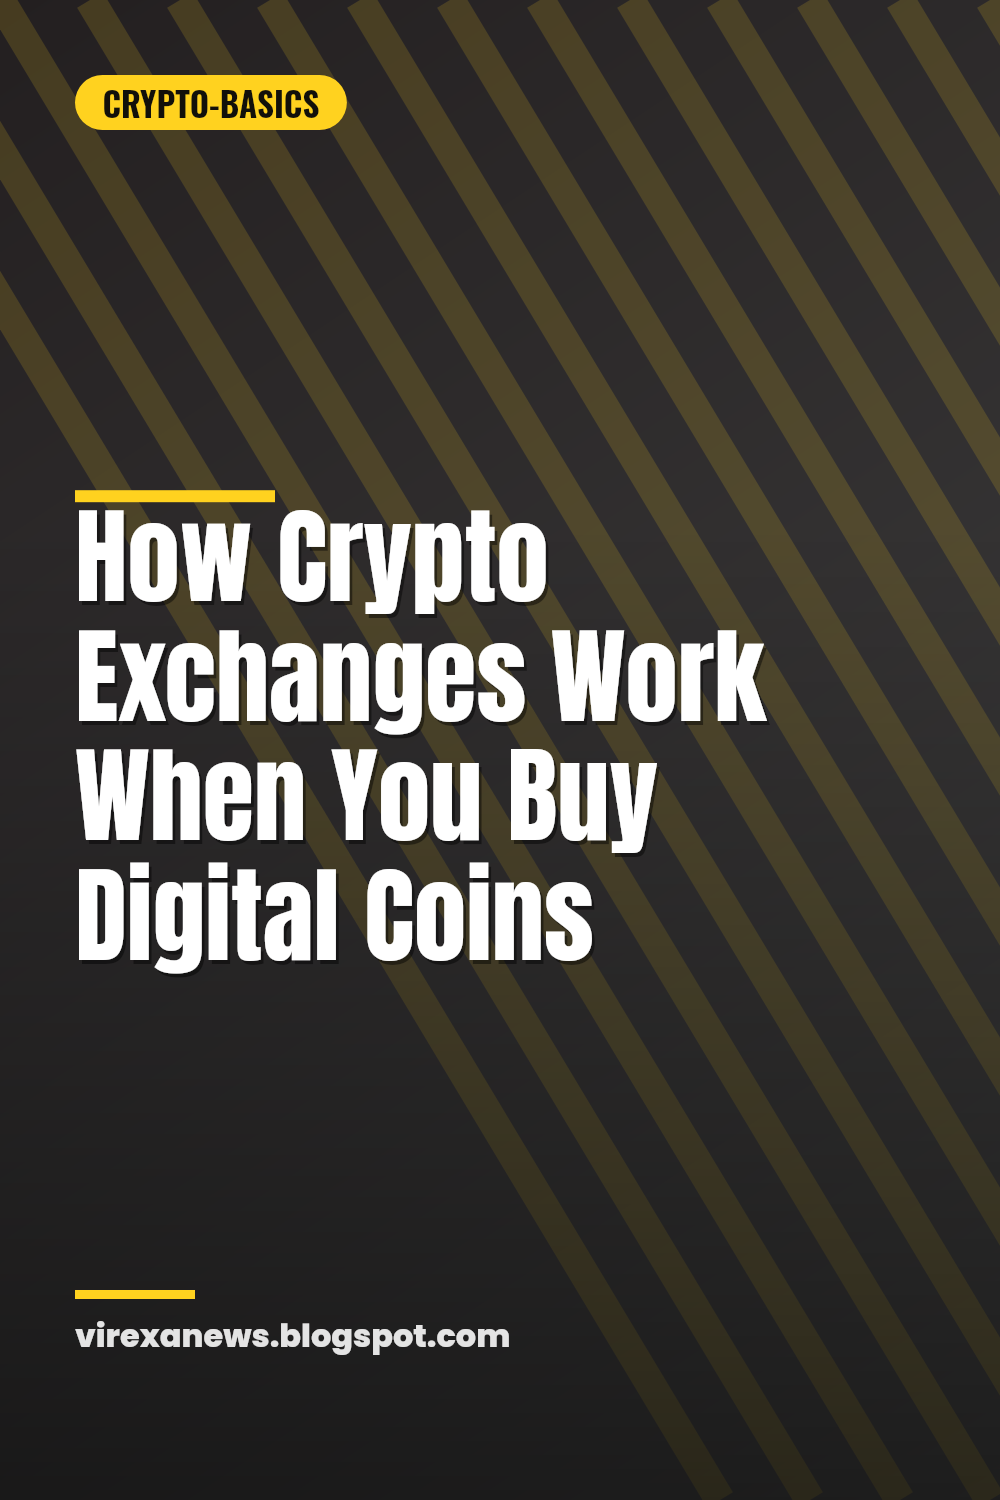 CRYPTO-BASICS
How Crypto
Exchanges Work
When You Buy
Digital Coins
virexanews.blogspot.com